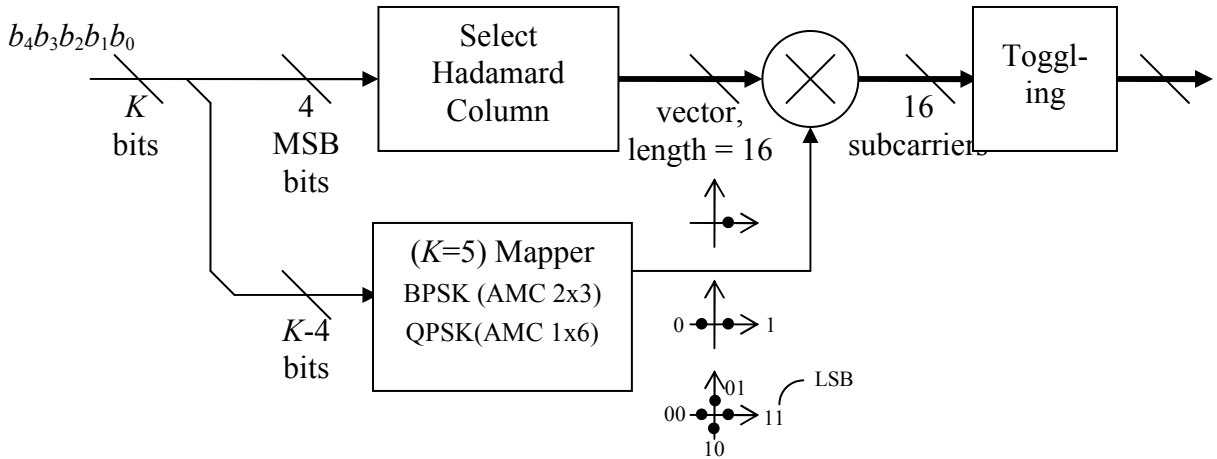 b₄b₃b₂b₁b₀
K
bits
4
MSB
bits
Select
Hadamard
Column
vector,
length = 16
16
subcarriers
Toggl-
ing
K-4
bits
(K=5) Mapper
BPSK (AMC 2x3)
QPSK(AMC 1x6)
0 1
01
00 11
10
LSB